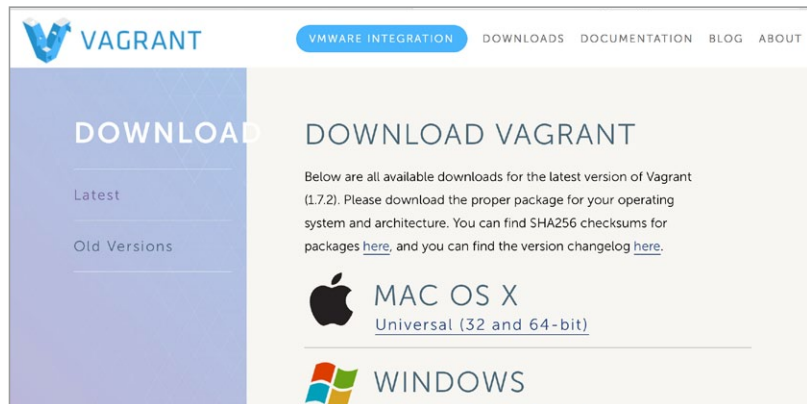 VAGRANT
VMWARE INTEGRATION DOWNLOADS DOCUMENTATION BLOG ABOUT
DOWNLOAD
Latest
Old Versions
DOWNLOAD VAGRANT
Below are all available downloads for the latest version of Vagrant
(1.7.2). Please download the proper package for your operating
system and architecture. You can find SHA256 checksums for
packages here, and you can find the version changelog here.
MAC OS X
Universal (32 and 64-bit)
WINDOWS